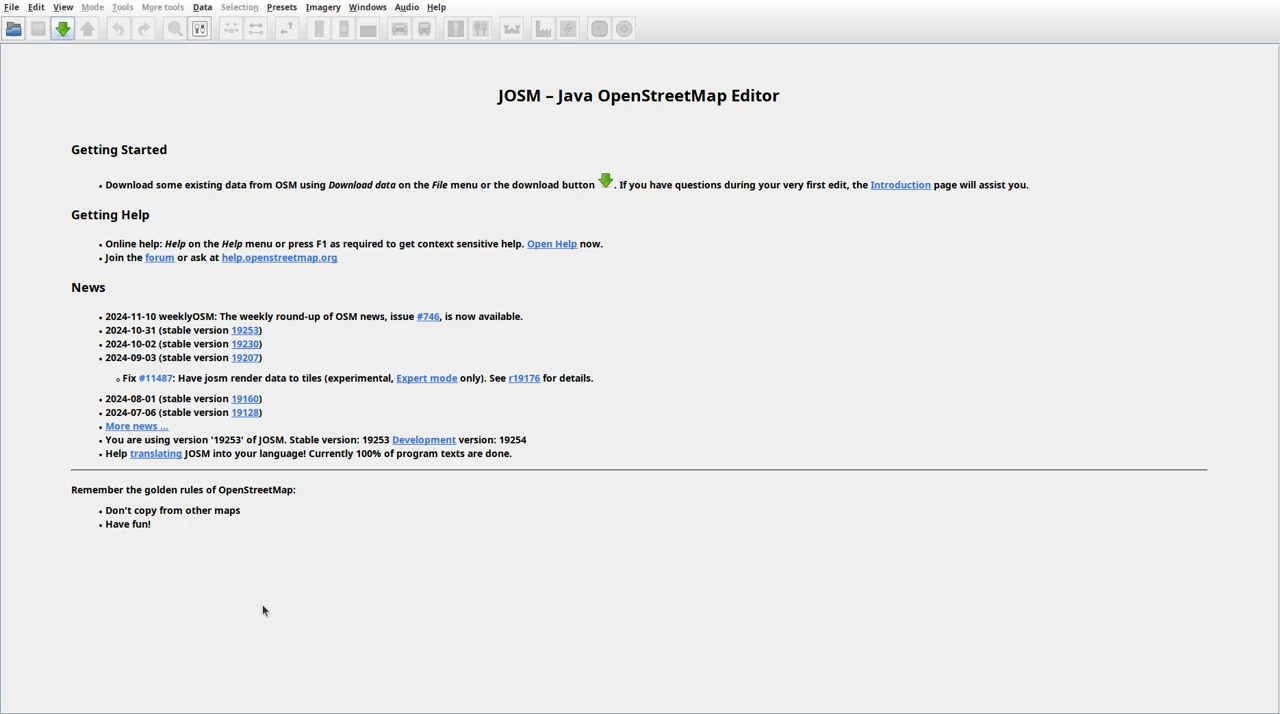 File Edit View Mode Tools More tools Data Selection Presets Imagery Windows Audio Help
JOSM – Java OpenStreetMap Editor
Getting Started
• Download some existing data from OSM using Download data on the File menu or the download button . If you have questions during your very first edit, the Introduction page will assist you.
Getting Help
• Online help: Help on the Help menu or press F1 as required to get context sensitive help. Open Help now.
• Join the forum or ask at help.openstreetmap.org
News
• 2024-11-10 weeklyOSM: The weekly round-up of OSM news, issue #746, is now available.
• 2024-10-31 (stable version 19253)
• 2024-10-02 (stable version 19230)
• 2024-09-03 (stable version 19207)
◦ Fix #11487: Have josm render data to tiles (experimental, Expert mode only). See r19176 for details.
• 2024-08-01 (stable version 19160)
• 2024-07-06 (stable version 19128)
• More news ...
• You are using version '19253' of JOSM. Stable version: 19253 Development version: 19254
• Help translating JOSM into your language! Currently 100% of program texts are done.
Remember the golden rules of OpenStreetMap:
• Don't copy from other maps
• Have fun!